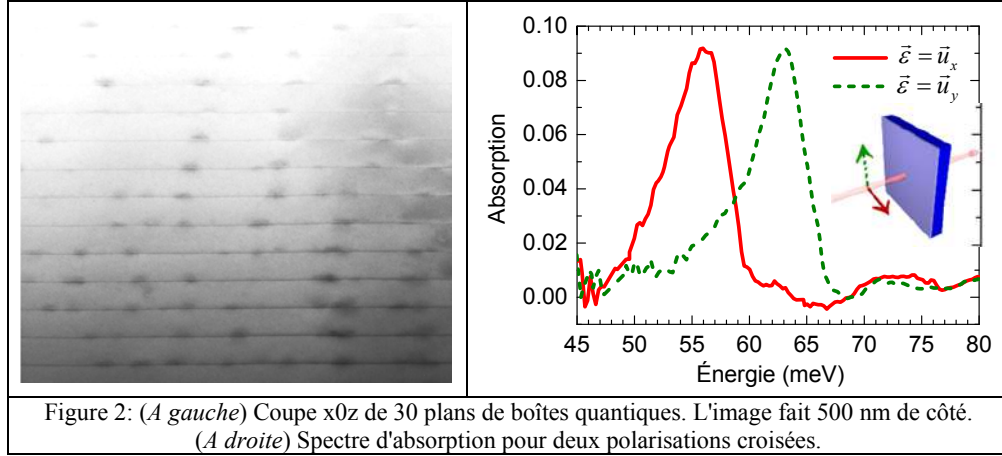 0.10
0.08
0.06
0.04
0.02
0.00
Absorption
45 50 55 60 65 70 75 80
Énergie (meV)
ε⃗ = u⃗ₓ
ε⃗ = u⃗ᵧ
Figure 2: (A gauche) Coupe x0z de 30 plans de boîtes quantiques. L'image fait 500 nm de côté.
(A droite) Spectre d'absorption pour deux polarisations croisées.